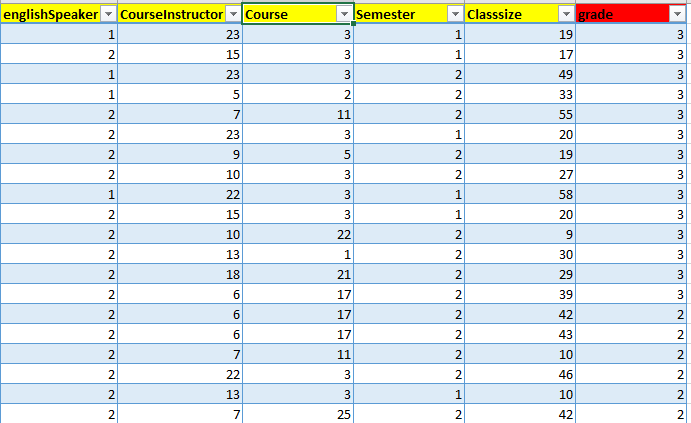 englishSpeaker CourseInstructor Course Semester Classsize grade
1 23 3 1 19 3
2 15 3 1 17 3
1 23 3 2 49 3
1 5 2 2 33 3
2 7 11 2 55 3
2 23 3 1 20 3
2 9 5 2 19 3
2 10 3 2 27 3
1 22 3 1 58 3
2 15 3 1 20 3
2 10 22 2 9 3
2 13 1 2 30 3
2 18 21 2 29 3
2 6 17 2 39 3
2 6 17 2 42 2
2 6 17 2 43 2
2 7 11 2 10 2
2 22 3 2 46 2
2 13 3 1 10 2
2 7 25 2 42 2